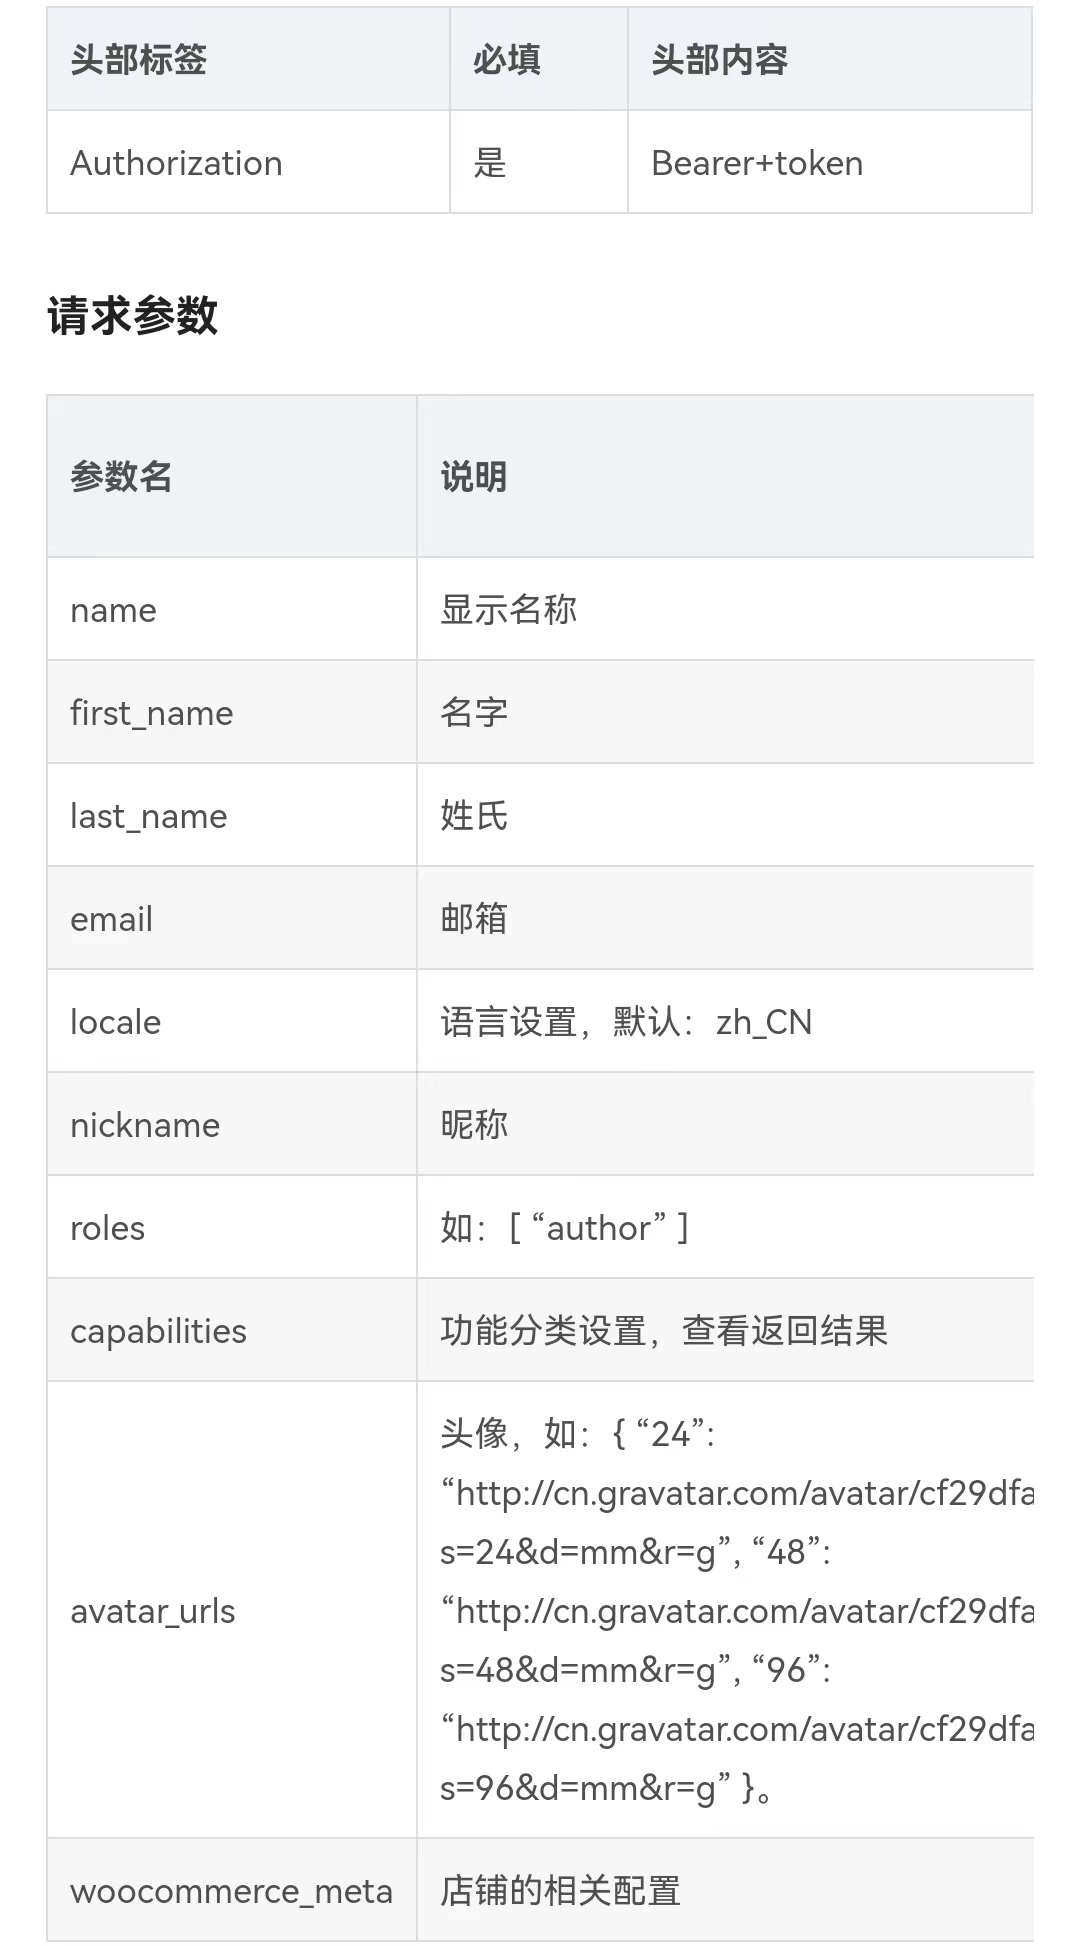 头部标签 必填 头部内容
Authorization 是 Bearer+token
请求参数
参数名 说明
name 显示名称
first_name 名字
last_name 姓氏
email 邮箱
locale 语言设置，默认：zh_CN
nickname 昵称
roles 如：[ “author” ]
capabilities 功能分类设置，查看返回结果
头像，如：{ “24”:
“http://cn.gravatar.com/avatar/cf29dfa
s=24&d=mm&r=g”, “48”:
avatar_urls “http://cn.gravatar.com/avatar/cf29dfa
s=48&d=mm&r=g”, “96”:
“http://cn.gravatar.com/avatar/cf29dfa
s=96&d=mm&r=g” }。
woocommerce_meta 店铺的相关配置